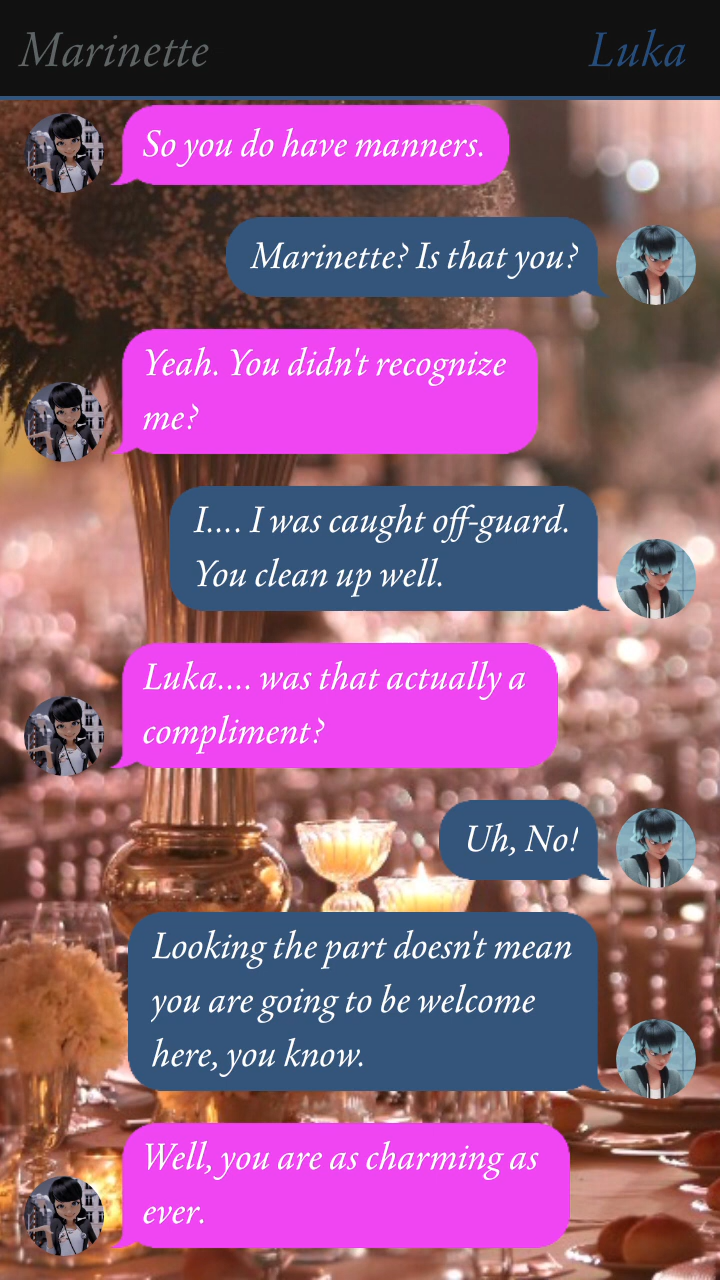 Marinette
Luka
So you do have manners.
Marinette? Is that you?
Yeah. You didn't recognize
me?
I.... I was caught off-guard.
You clean up well.
Luka.... was that actually a
compliment?
Uh, No!
Looking the part doesn't mean
you are going to be welcome
here, you know.
Well, you are as charming as
ever.